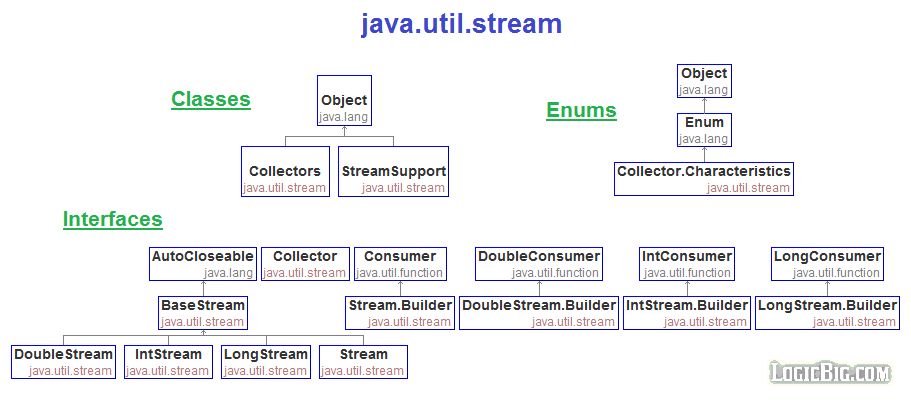 java.util.stream
Classes
Object
java.lang
Collectors
java.util.stream
StreamSupport
java.util.stream
Enums
Object
java.lang
Enum
java.lang
Collector.Characteristics
java.util.stream
Interfaces
AutoCloseable
java.lang
Collector
java.util.stream
Consumer
java.util.function
DoubleConsumer
java.util.function
IntConsumer
java.util.function
LongConsumer
java.util.function
BaseStream
java.util.stream
Stream.Builder
java.util.stream
DoubleStream.Builder
java.util.stream
IntStream.Builder
java.util.stream
LongStream.Builder
java.util.stream
DoubleStream
java.util.stream
IntStream
java.util.stream
LongStream
java.util.stream
Stream
java.util.stream
LogicBig.com